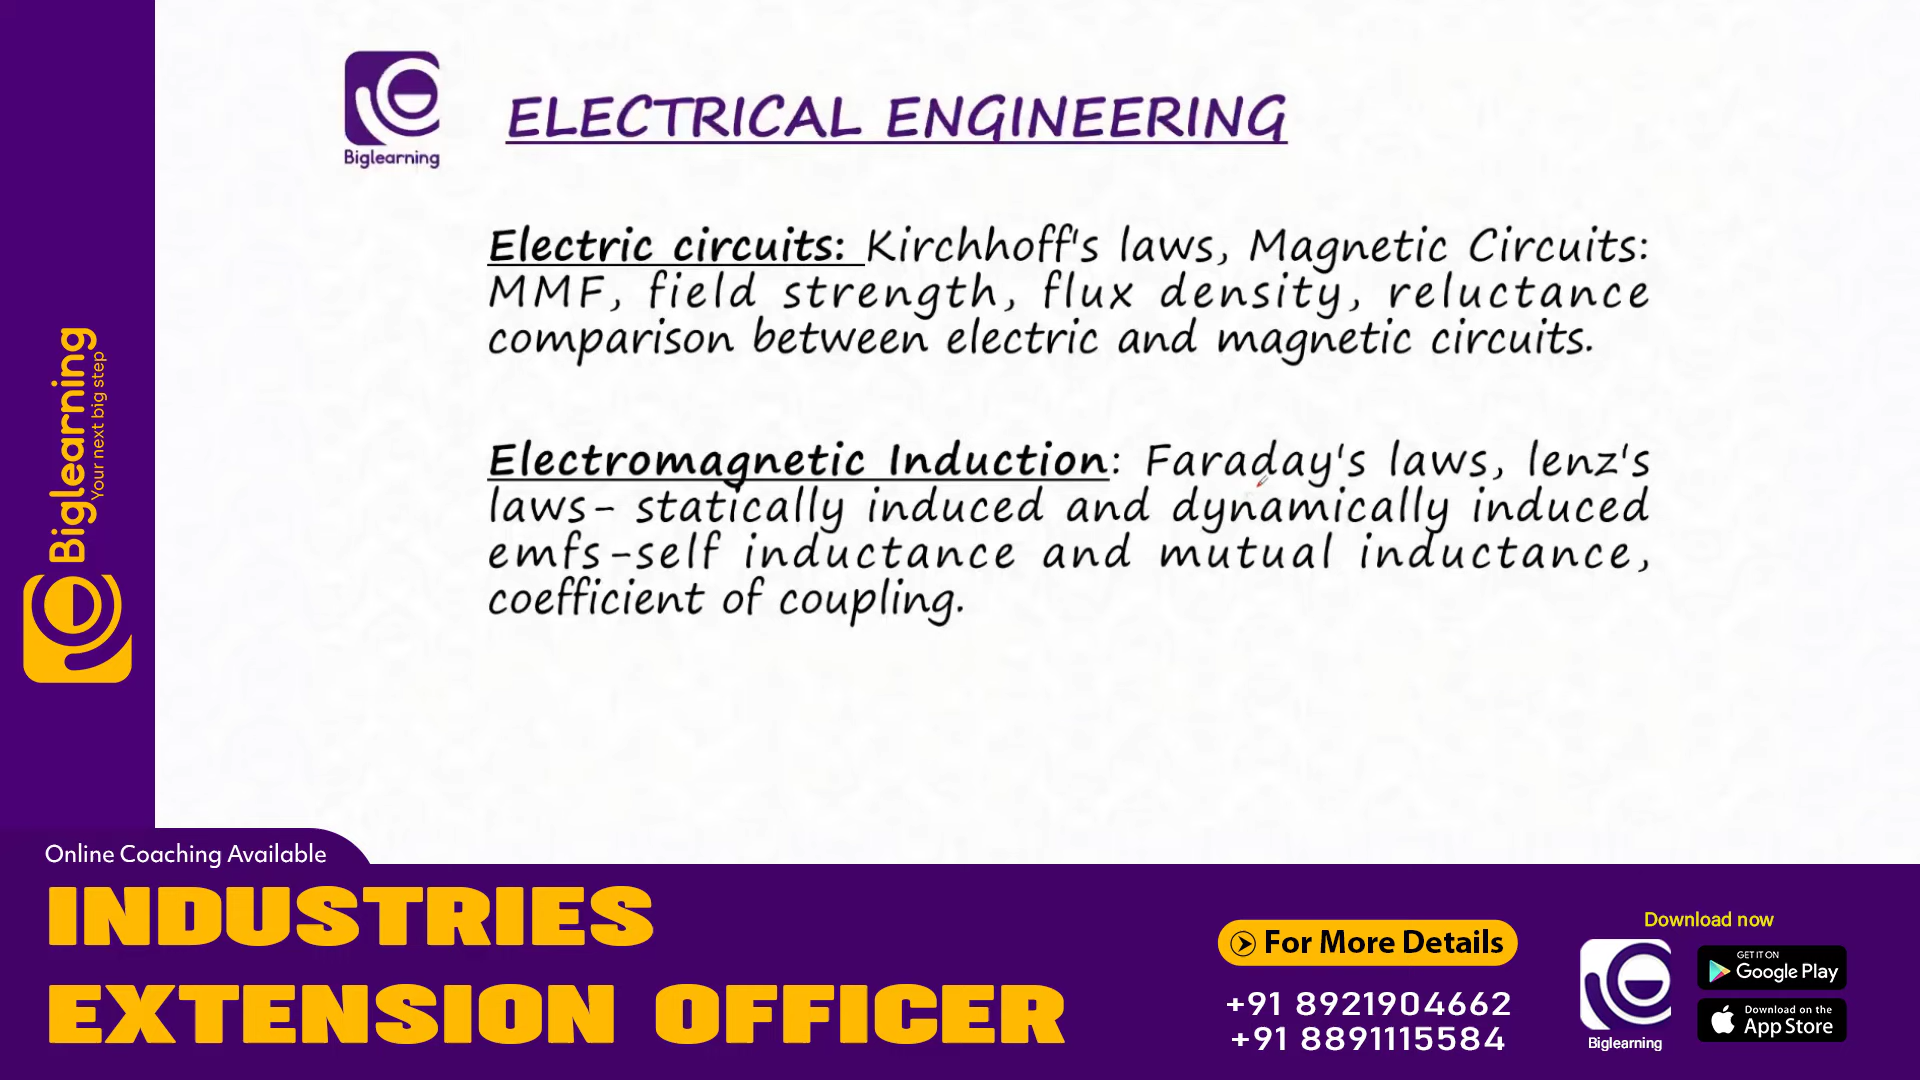 Biglearning
ELECTRICAL ENGINEERING
Electric circuits: Kirchhoff's laws, Magnetic Circuits:
MMF, field strength, flux density, reluctance
comparison between electric and magnetic circuits.
Electromagnetic Induction: Faraday's laws, lenz's
laws- statically induced and dynamically induced
emfs-self inductance and mutual inductance,
coefficient of coupling.
Biglearning
Your next big step
Online Coaching Available
INDUSTRIES
EXTENSION OFFICER
For More Details
+91 8921904662
+91 8891115584
Download now
Biglearning
GET IT ON
Google Play
Download on the
App Store